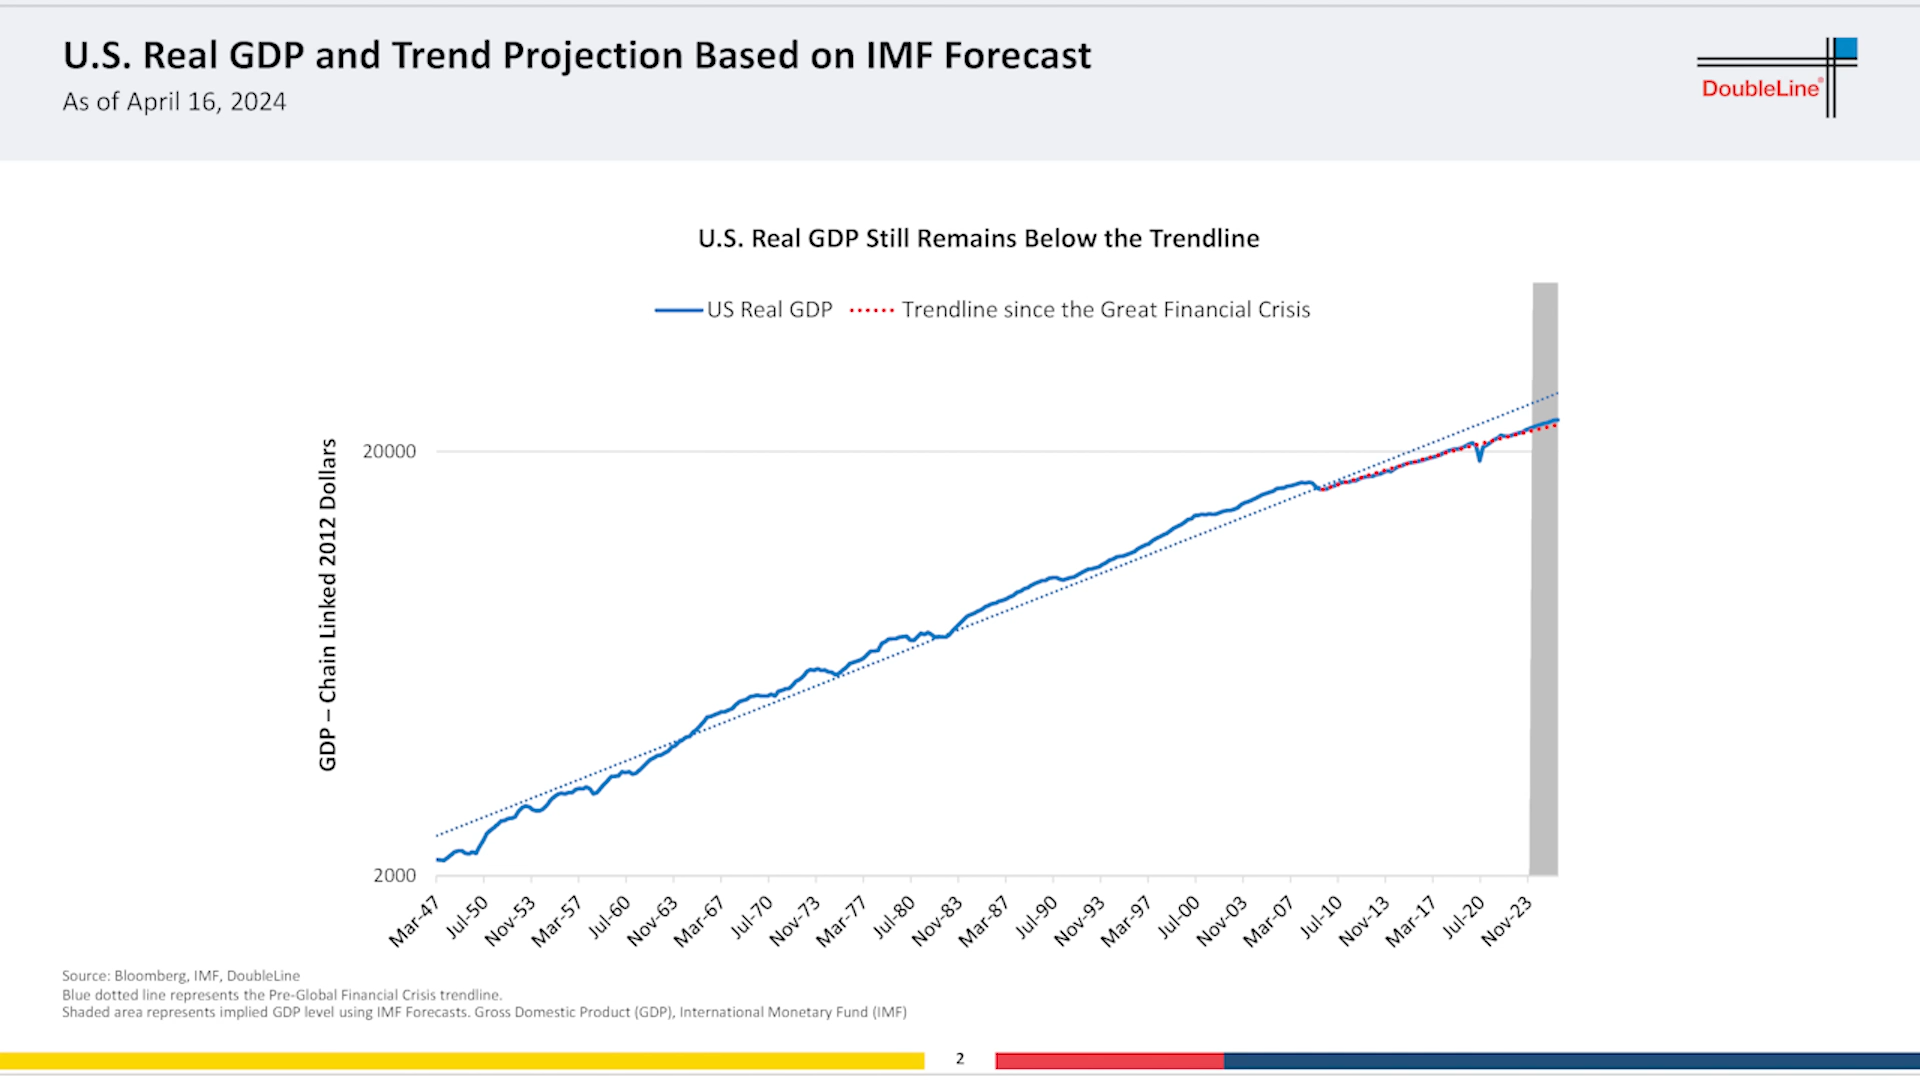 U.S. Real GDP and Trend Projection Based on IMF Forecast
As of April 16, 2024
DoubleLine®
U.S. Real GDP Still Remains Below the Trendline
US Real GDP
Trendline since the Great Financial Crisis
GDP – Chain Linked 2012 Dollars
20000
2000
Mar-47
Jul-50
Nov-53
Mar-57
Jul-60
Nov-63
Mar-67
Jul-70
Nov-73
Mar-77
Jul-80
Nov-83
Mar-87
Jul-90
Nov-93
Mar-97
Jul-00
Nov-03
Mar-07
Jul-10
Nov-13
Mar-17
Jul-20
Nov-23
Source: Bloomberg, IMF, DoubleLine
Blue dotted line represents the Pre-Global Financial Crisis trendline.
Shaded area represents implied GDP level using IMF Forecasts. Gross Domestic Product (GDP), International Monetary Fund (IMF)
2